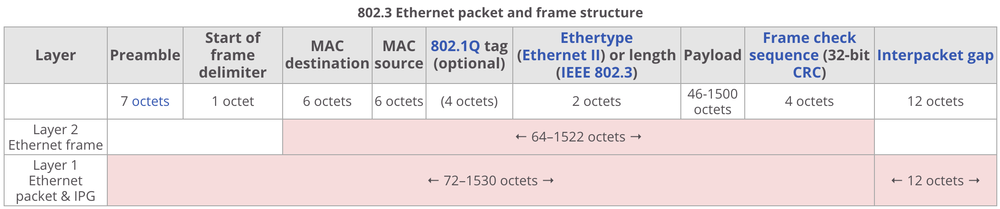 802.3 Ethernet packet and frame structure
Layer
Preamble
Start of
frame
delimiter
MAC
destination
MAC
source
802.1Q tag
(optional)
Ethertype
(Ethernet II) or length
(IEEE 802.3)
Payload
Frame check
sequence (32-bit
CRC)
Interpacket gap
7 octets
1 octet
6 octets
6 octets
(4 octets)
2 octets
46-1500
octets
4 octets
12 octets
Layer 2
Ethernet frame
← 64–1522 octets →
Layer 1
Ethernet
packet & IPG
← 72–1530 octets →
← 12 octets →